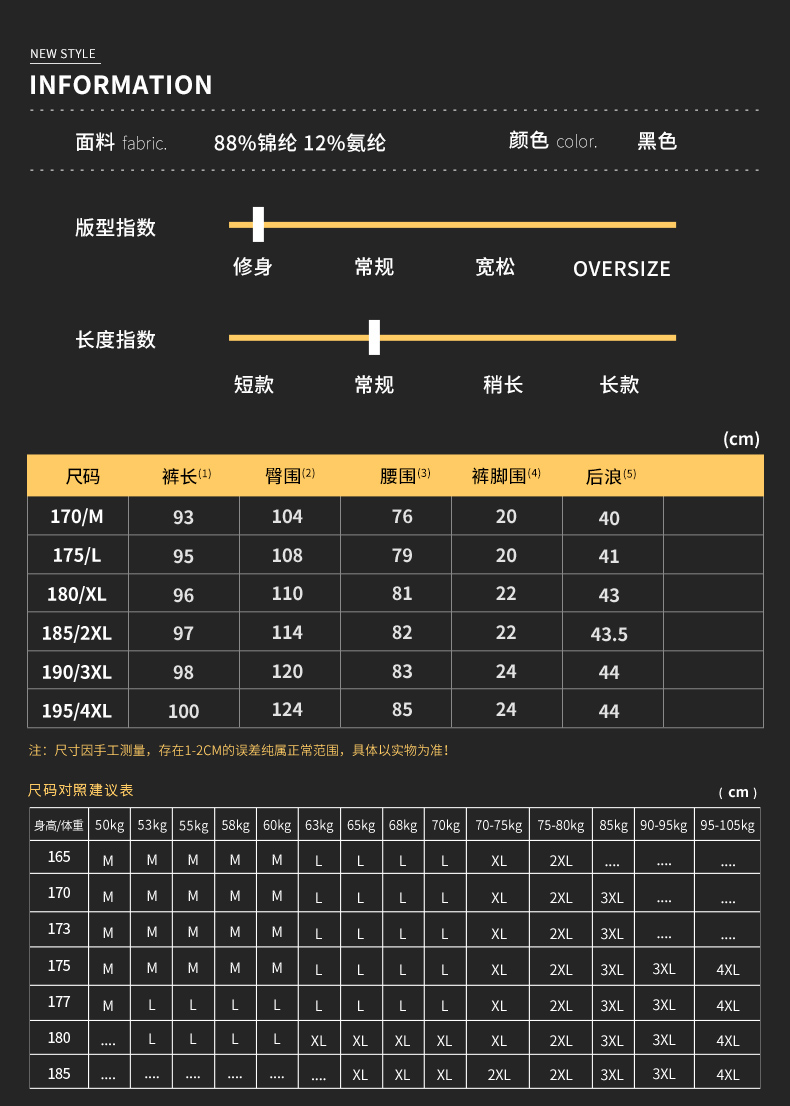 NEW STYLE
INFORMATION
面料 fabric. 88%锦纶 12%氨纶 颜色 color. 黑色
版型指数
修身 常规 宽松 OVERSIZE
长度指数
短款 常规 稍长 长款
(cm)
尺码 裤长(1) 臀围(2) 腰围(3) 裤脚围(4) 后浪(5)
170/M 93 104 76 20 40
175/L 95 108 79 20 41
180/XL 96 110 81 22 43
185/2XL 97 114 82 22 43.5
190/3XL 98 120 83 24 44
195/4XL 100 124 85 24 44
注：尺寸因手工测量，存在1-2CM的误差纯属正常范围，具体以实物为准！
尺码对照建议表 ( cm )
身高/体重 50kg 53kg 55kg 58kg 60kg 63kg 65kg 68kg 70kg 70-75kg 75-80kg 85kg 90-95kg 95-105kg
165 M M M M M L L L L XL 2XL .... .... ....
170 M M M M M L L L L XL 2XL 3XL .... ....
173 M M M M M L L L L XL 2XL 3XL .... ....
175 M M M M M L L L L XL 2XL 3XL 3XL 4XL
177 M L L L L L L L L XL 2XL 3XL 3XL 4XL
180 .... L L L L XL XL XL XL XL 2XL 3XL 3XL 4XL
185 .... .... .... .... .... .... XL XL XL 2XL 2XL 3XL 3XL 4XL